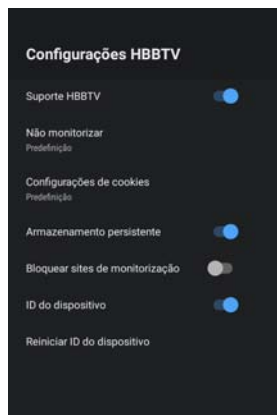 Configurações HBBTV
Suporte HBBTV
Não monitorizar
Predefinição
Configurações de cookies
Predefinição
Armazenamento persistente
Bloquear sites de monitorização
ID do dispositivo
Reiniciar ID do dispositivo